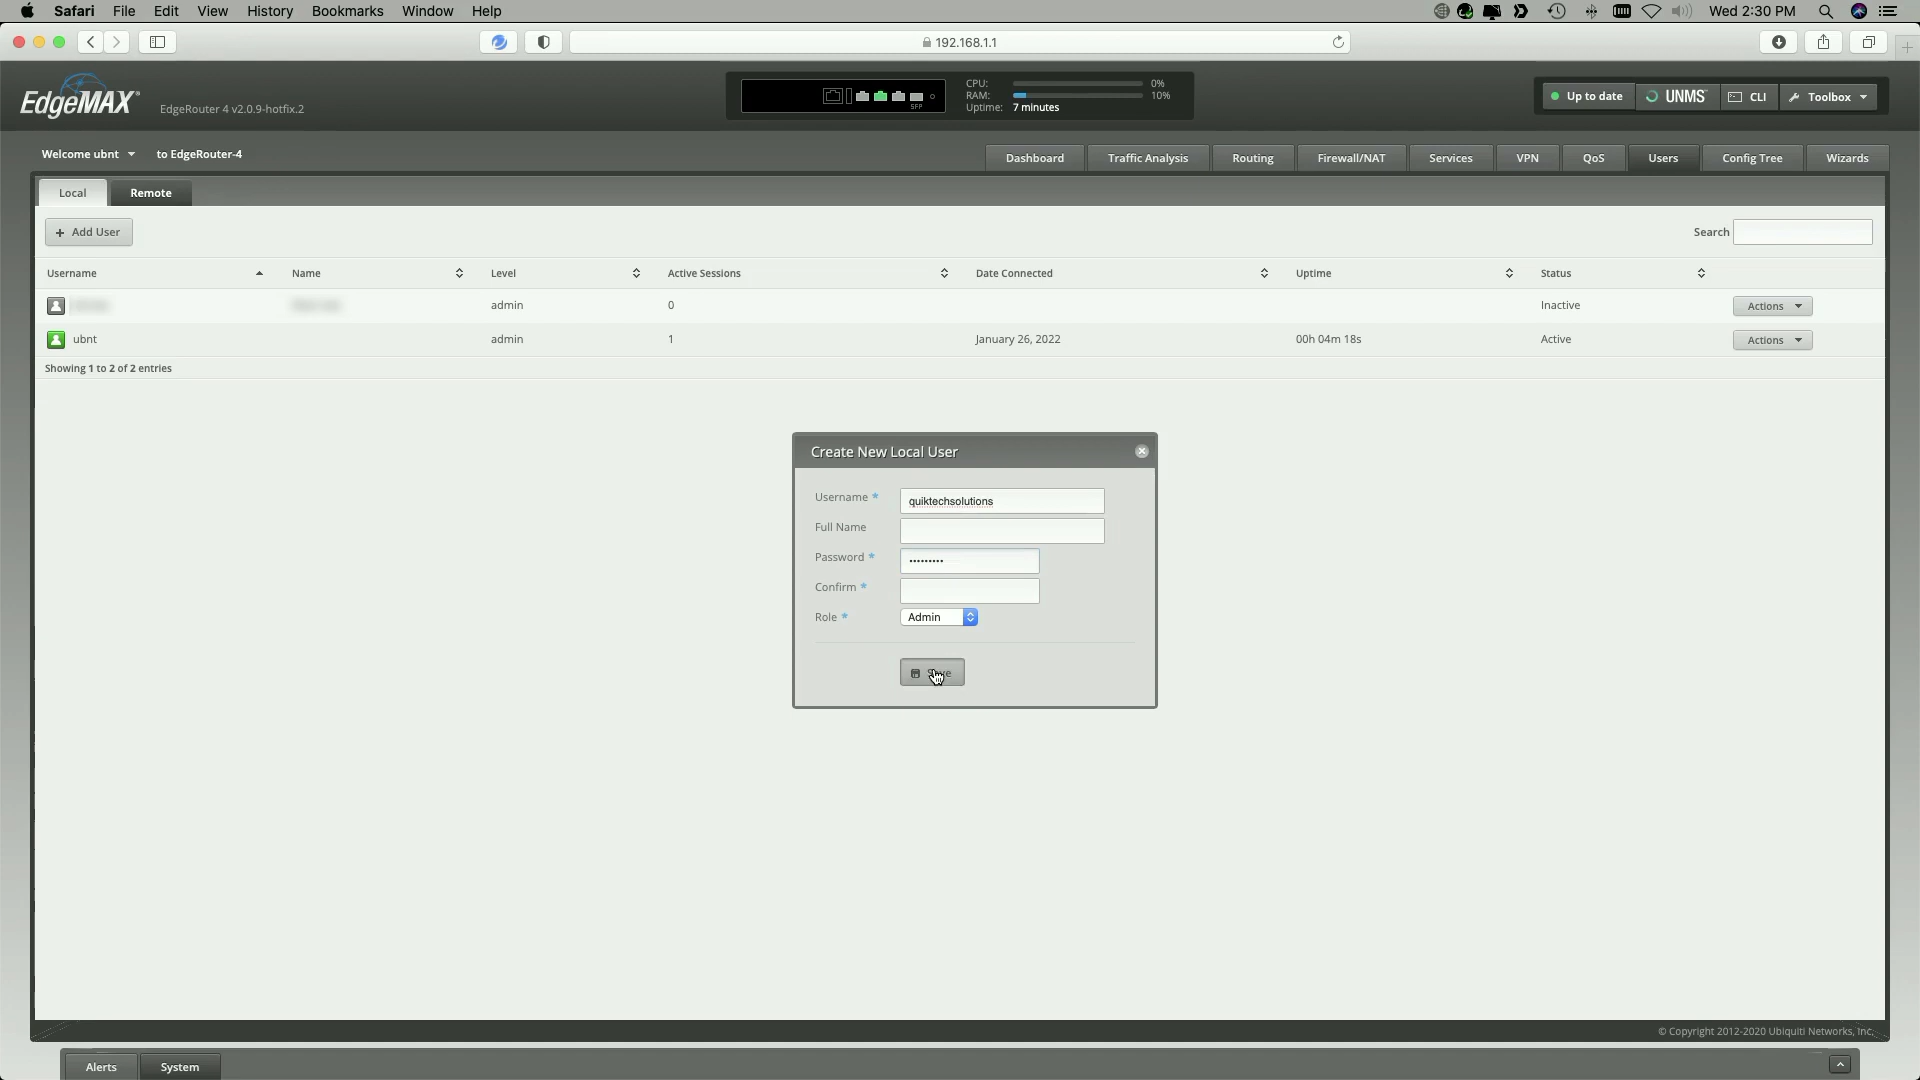 Safari File Edit View History Bookmarks Window Help Wed 2:30 PM
192.168.1.1
EdgeMAX EdgeRouter 4 v2.0.9-hotfix.2
SFP
CPU: 0%
RAM: 10%
Uptime: 7 minutes
Up to date UNMS CLI Toolbox
Welcome ubnt to EdgeRouter-4
Dashboard Traffic Analysis Routing Firewall/NAT Services VPN QoS Users Config Tree Wizards
Local Remote
+ Add User Search
Username Name Level Active Sessions Date Connected Uptime Status
admin 0 Inactive Actions
ubnt admin 1 January 26, 2022 00h 04m 18s Active Actions
Showing 1 to 2 of 2 entries
Create New Local User
Username * quiktechsolutions
Full Name
Password * •••••••••
Confirm *
Role * Admin
© Copyright 2012-2020 Ubiquiti Networks, Inc.
Alerts System